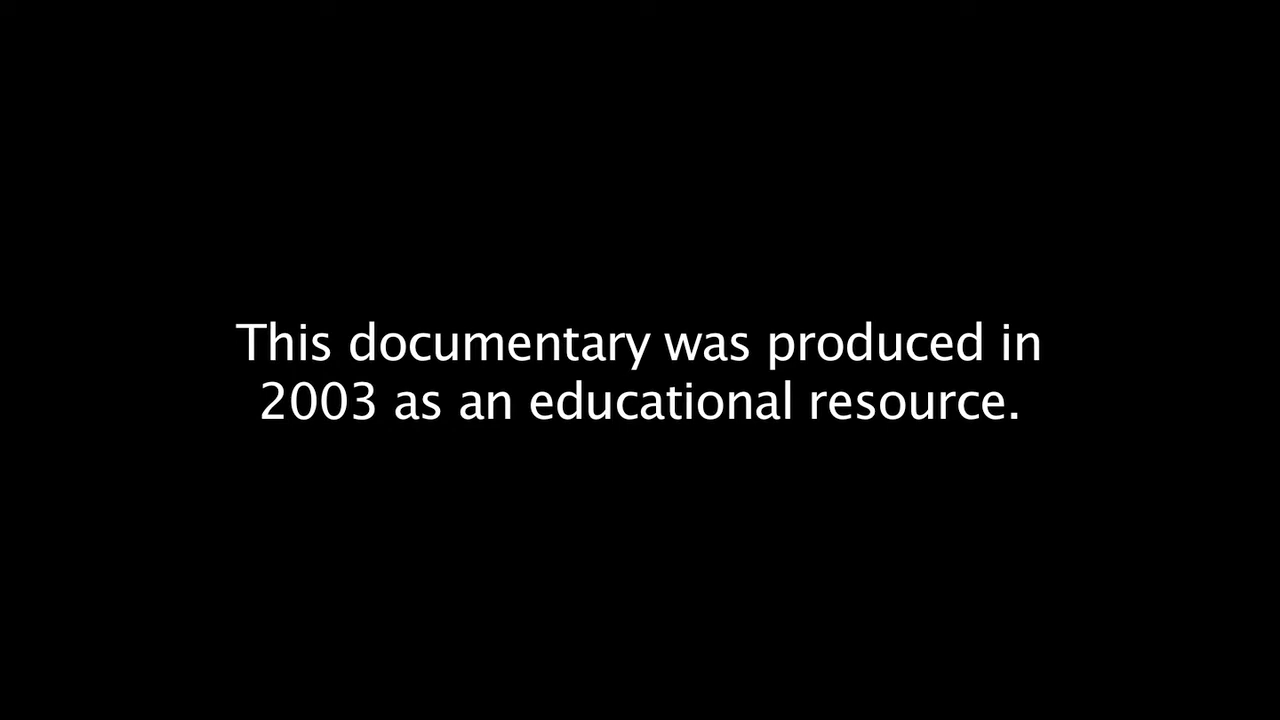 This documentary was produced in
2003 as an educational resource.